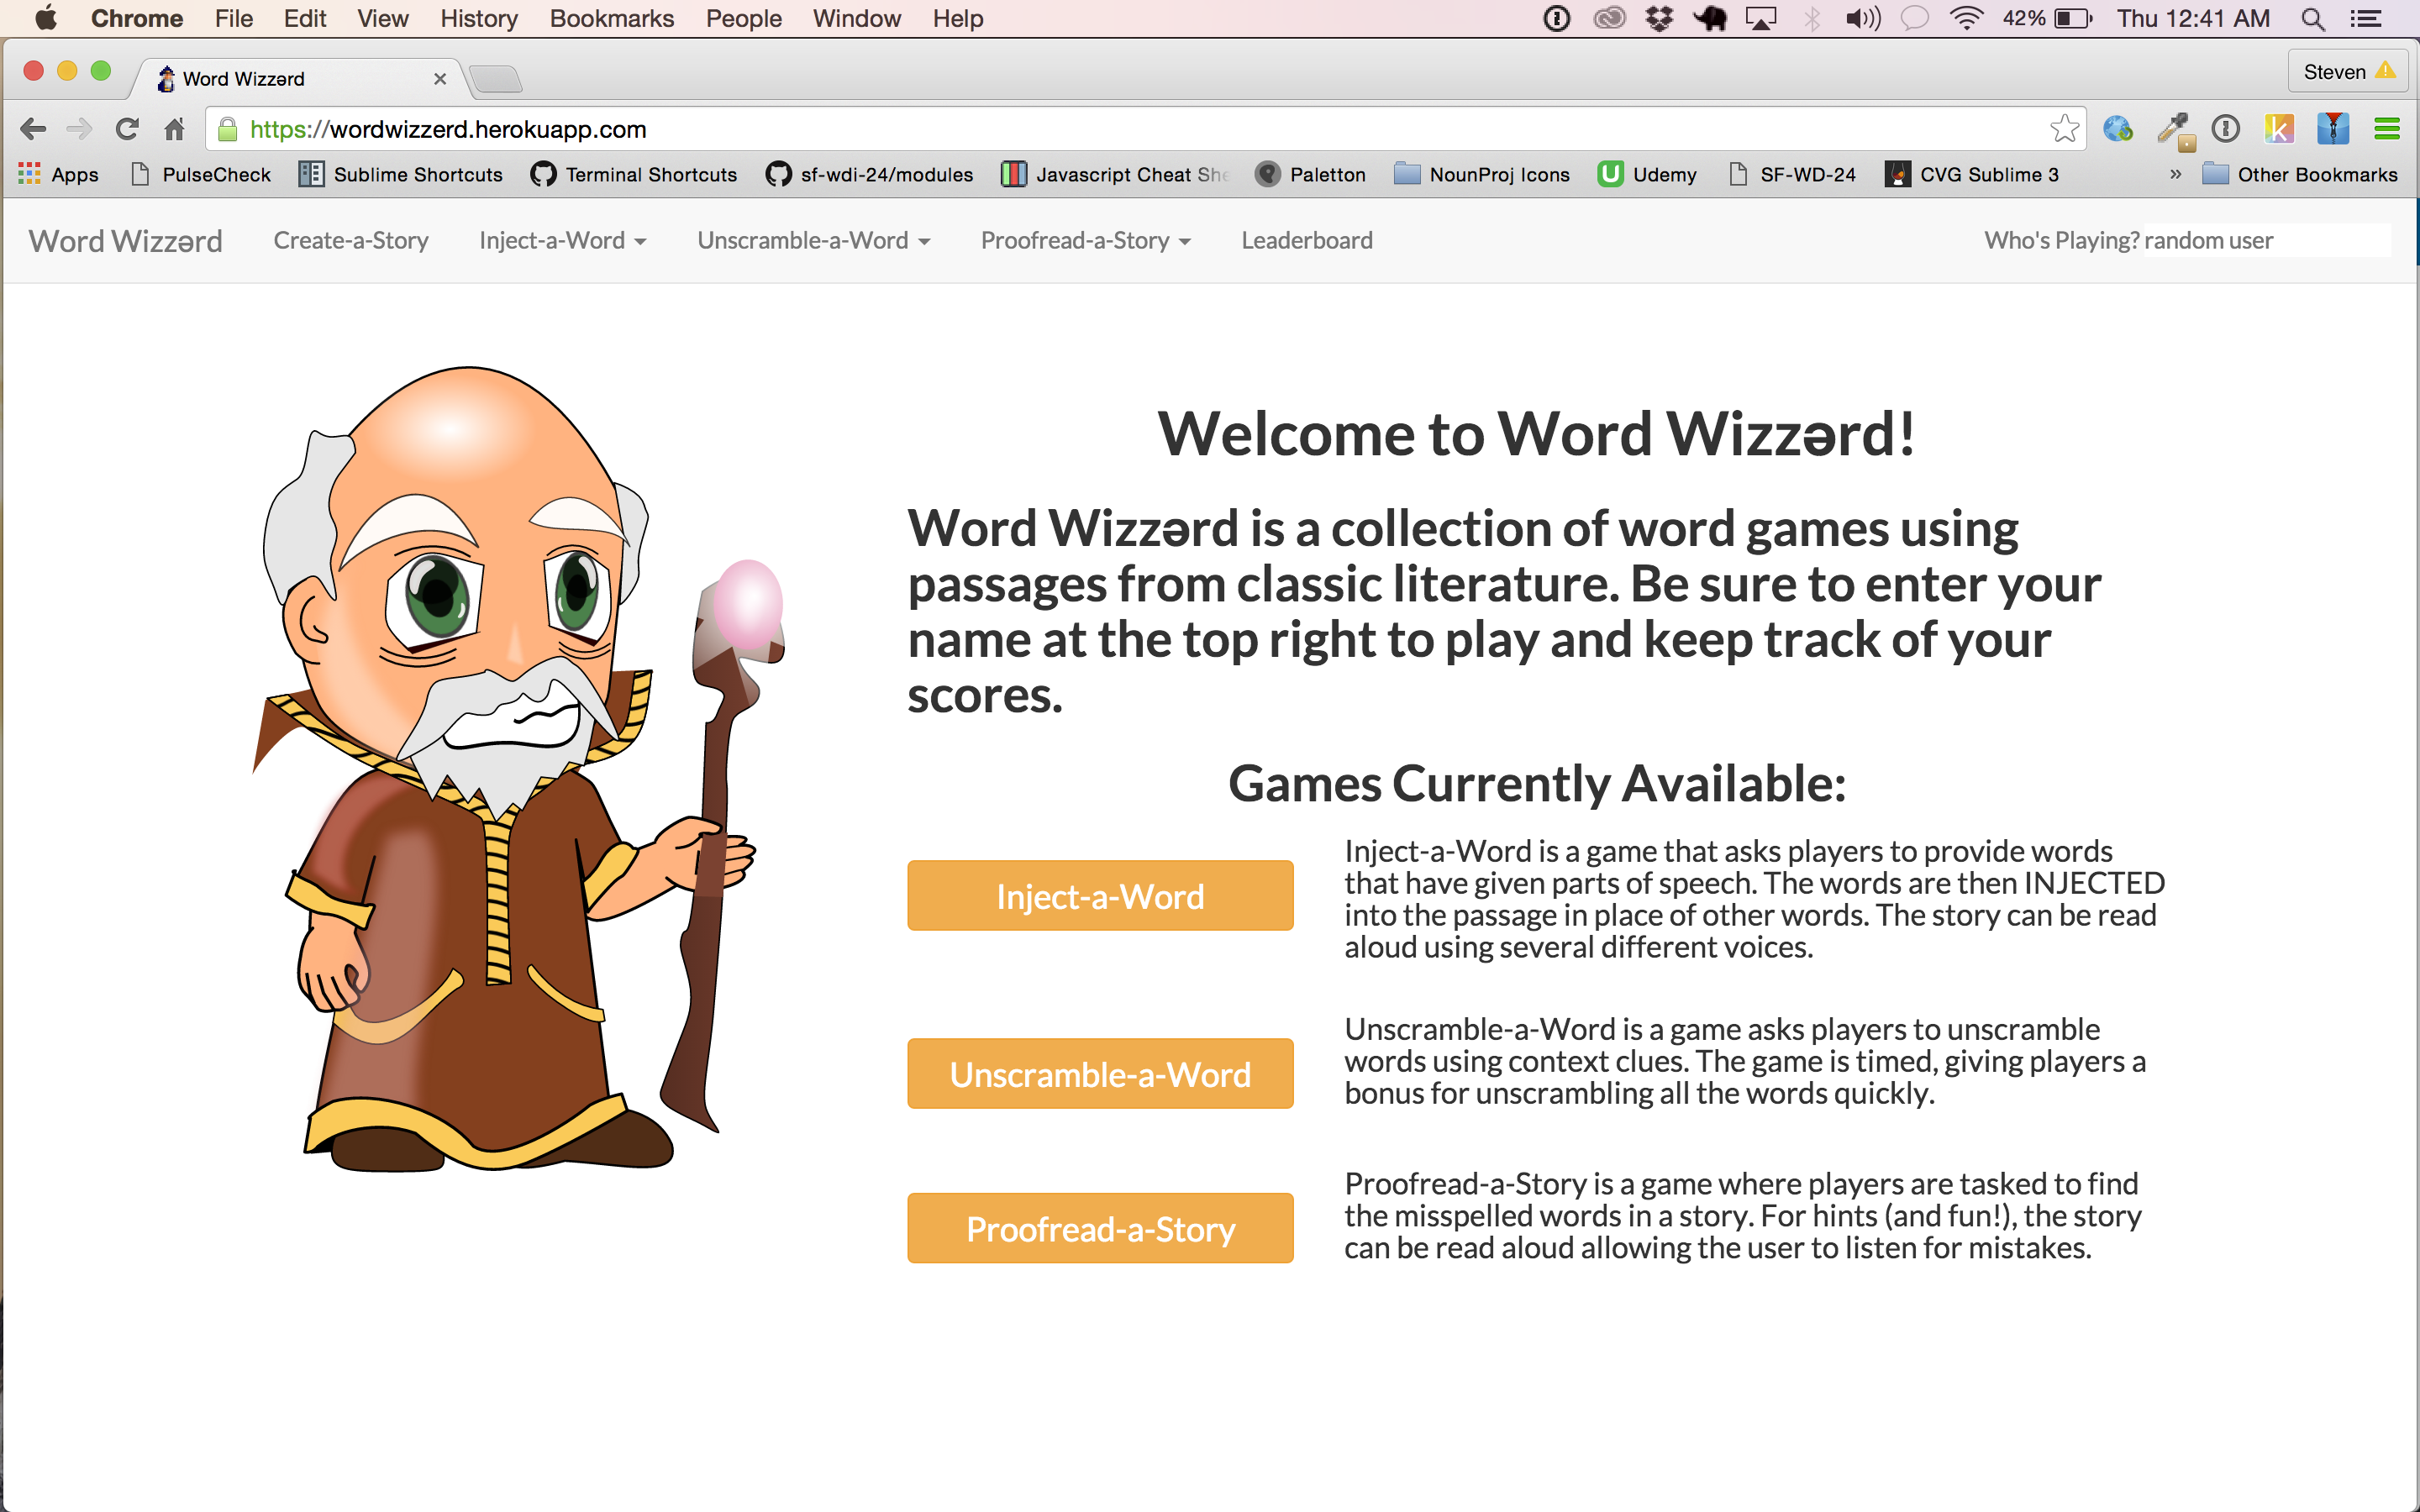 Chrome File Edit View History Bookmarks People Window Help 42% Thu 12:41 AM
Word Wizzərd Steven
https://wordwizzerd.herokuapp.com
Apps PulseCheck Sublime Shortcuts Terminal Shortcuts sf-wdi-24/modules Javascript Cheat She Paletton NounProj Icons Udemy SF-WD-24 CVG Sublime 3 » Other Bookmarks
Word Wizzərd Create-a-Story Inject-a-Word Unscramble-a-Word Proofread-a-Story Leaderboard Who's Playing? random user
Welcome to Word Wizzərd!
Word Wizzərd is a collection of word games using
passages from classic literature. Be sure to enter your
name at the top right to play and keep track of your
scores.
Games Currently Available:
Inject-a-Word
Inject-a-Word is a game that asks players to provide words
that have given parts of speech. The words are then INJECTED
into the passage in place of other words. The story can be read
aloud using several different voices.
Unscramble-a-Word
Unscramble-a-Word is a game asks players to unscramble
words using context clues. The game is timed, giving players a
bonus for unscrambling all the words quickly.
Proofread-a-Story
Proofread-a-Story is a game where players are tasked to find
the misspelled words in a story. For hints (and fun!), the story
can be read aloud allowing the user to listen for mistakes.